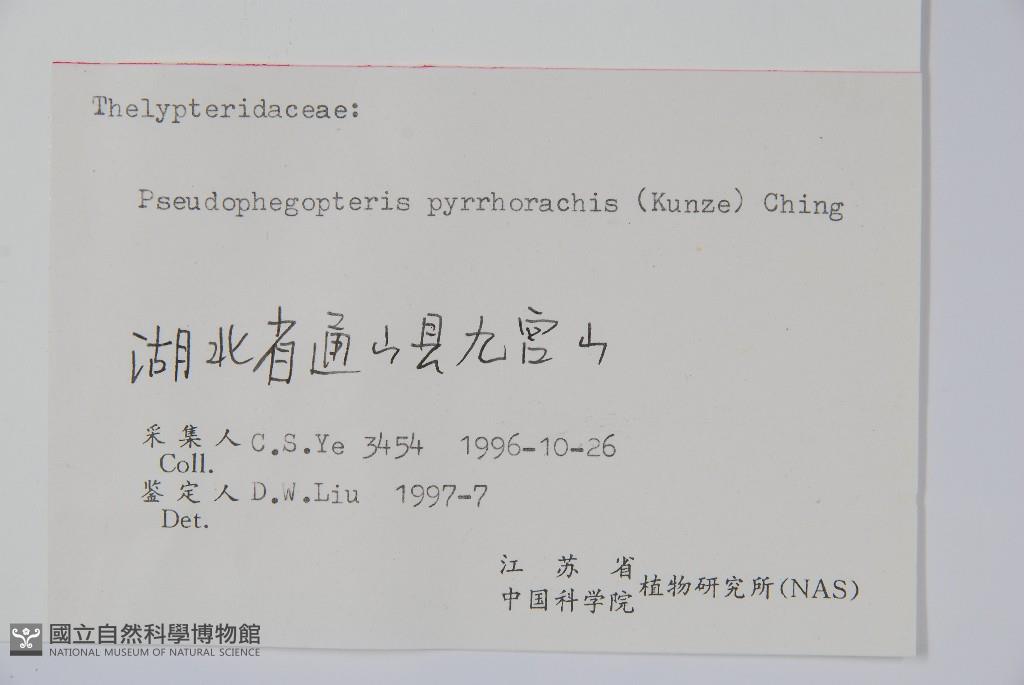 Thelypteridaceae:
Pseudophegopteris pyrrhorachis (Kunze) Ching
湖北省通山县九宫山
采集人 C.S.Ye 3454 1996-10-26
Coll.
鉴定人 D.W.Liu 1997-7
Det.
江苏省
中国科学院植物研究所(NAS)
國立自然科學博物館
NATIONAL MUSEUM OF NATURAL SCIENCE